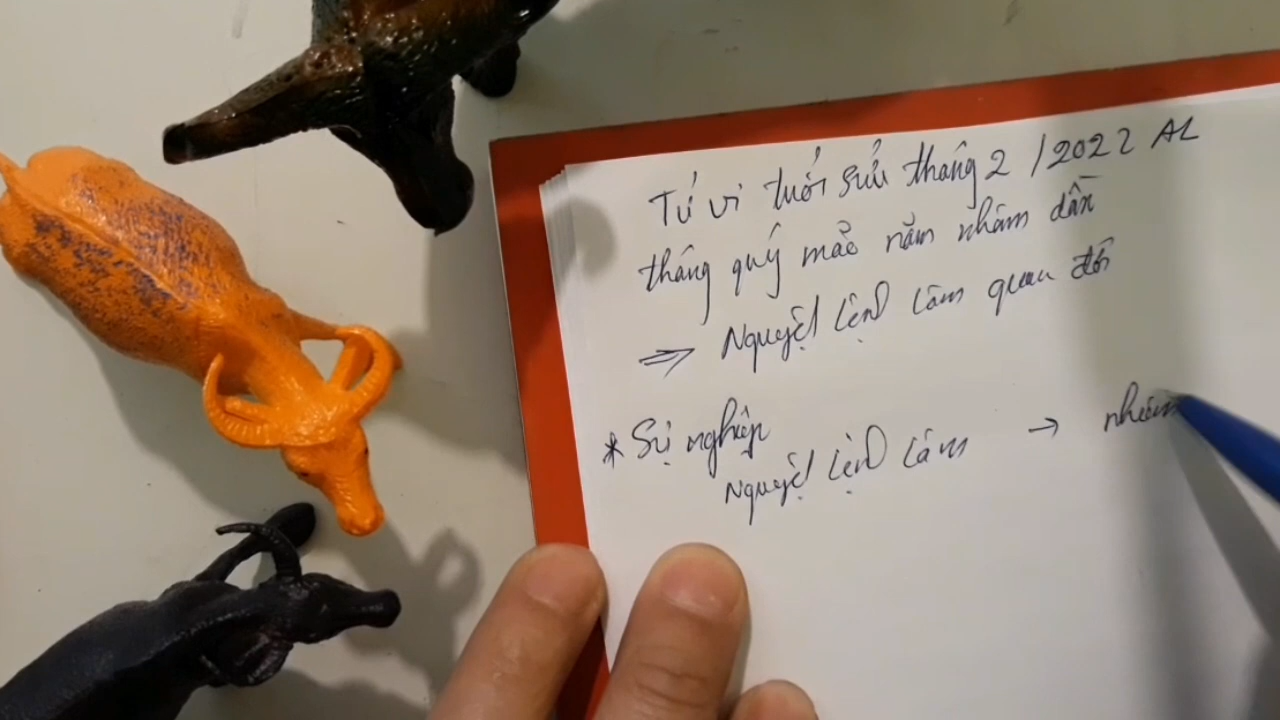 Tử vi tuổi sửu tháng 2 /2022 AL
tháng quý mão năm nhâm dần
⇒ Nguyệt lệnh lâm quan đới
* Sự nghiệp
Nguyệt lệnh lâm → nhâm